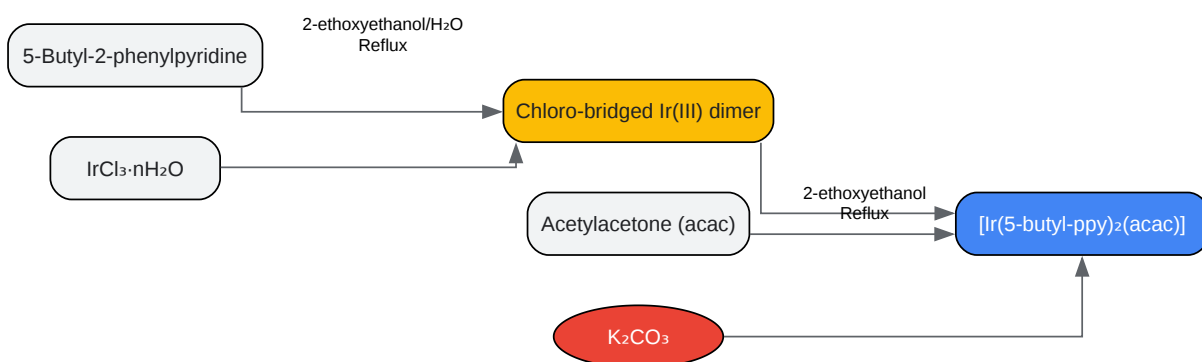 2-ethoxyethanol/H₂O
Reflux
5-Butyl-2-phenylpyridine
Chloro-bridged Ir(III) dimer
IrCl₃·nH₂O
2-ethoxyethanol
Reflux
Acetylacetone (acac)
[Ir(5-butyl-ppy)₂(acac)]
K₂CO₃